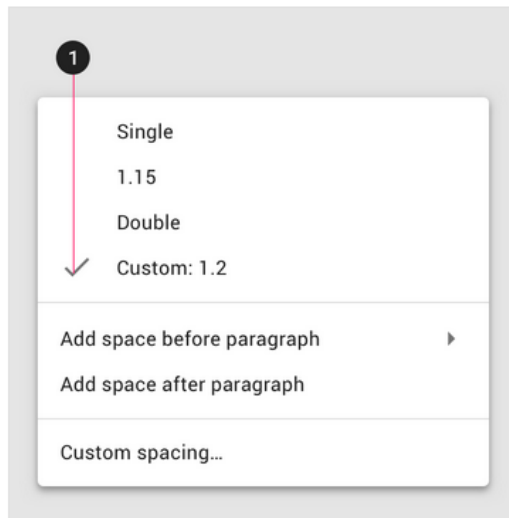 1
Single
1.15
Double
Custom: 1.2
Add space before paragraph
Add space after paragraph
Custom spacing…